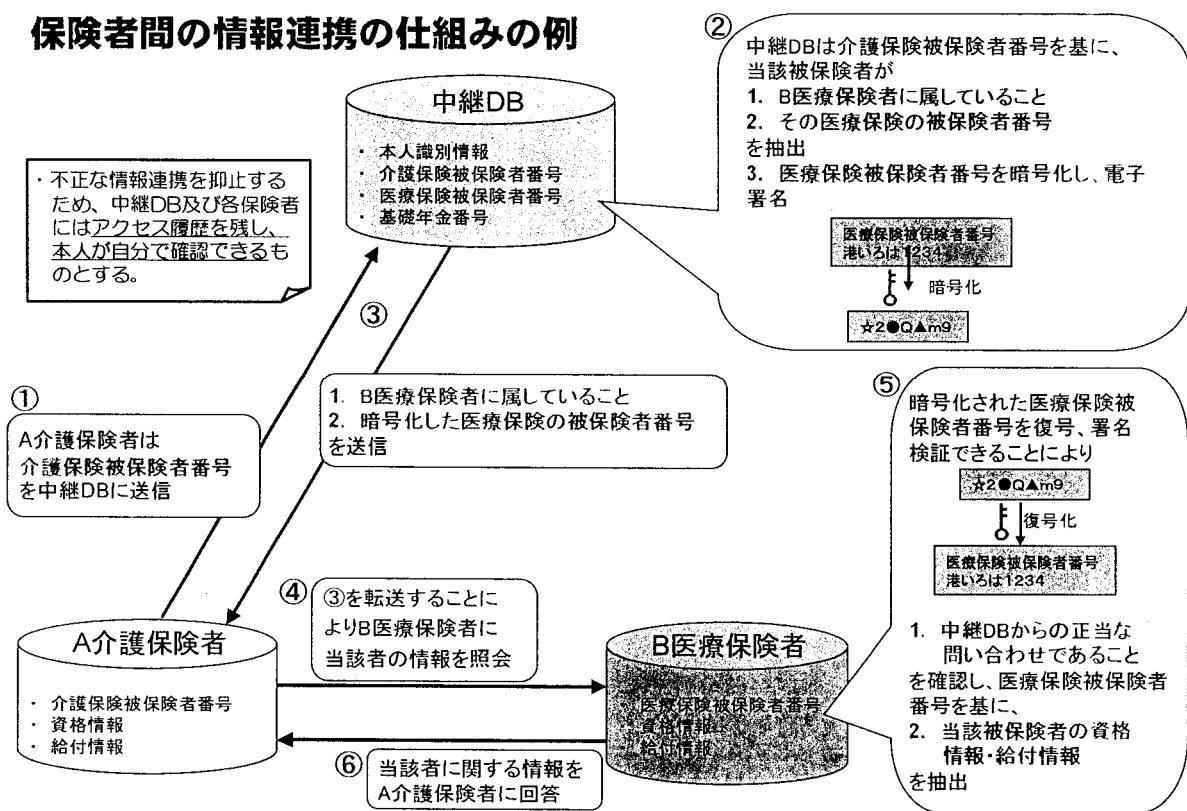 保険者間の情報連携の仕組みの例
・不正な情報連携を抑止する
ため、中継DB及び各保険者
にはアクセス履歴を残し、
本人が自分で確認できるも
のとする。
中継DB
・ 本人識別情報
・ 介護保険被保険者番号
・ 医療保険被保険者番号
・ 基礎年金番号
②
中継DBは介護保険被保険者番号を基に、
当該被保険者が
1. B医療保険者に属していること
2. その医療保険の被保険者番号
を抽出
3. 医療保険被保険者番号を暗号化し、電子
署名
医療保険被保険者番号
港いろは1234
暗号化
☆2●Q▲m9
①
A介護保険者は
介護保険被保険者番号
を中継DBに送信
③
1. B医療保険者に属していること
2. 暗号化した医療保険の被保険者番号
を送信
④
③を転送することに
よりB医療保険者に
当該者の情報を照会
A介護保険者
・ 介護保険被保険者番号
・ 資格情報
・ 給付情報
B医療保険者
医療保険被保険者番号
資格情報
給付情報
⑤
暗号化された医療保険被
保険者番号を復号、署名
検証できることにより
☆2●Q▲m9
復号化
医療保険被保険者番号
港いろは1234
1. 中継DBからの正当な
問い合わせであること
を確認し、医療保険被保険者
番号を基に、
2. 当該被保険者の資格
情報・給付情報
を抽出
⑥
当該者に関する情報を
A介護保険者に回答